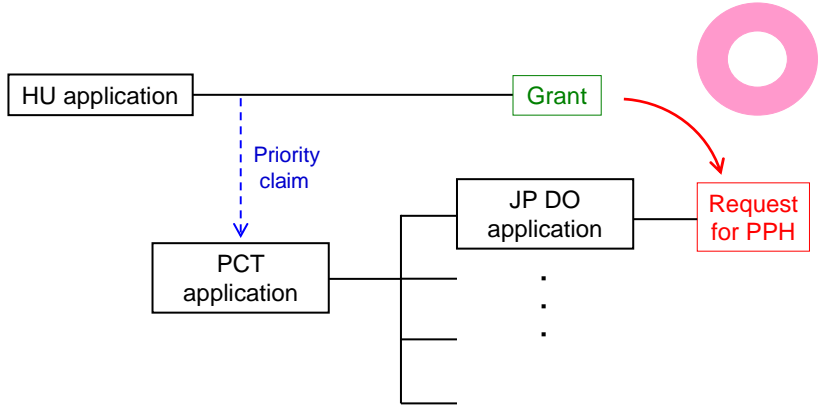 HU application
Grant
Priority
claim
JP DO
application
Request
for PPH
PCT
application